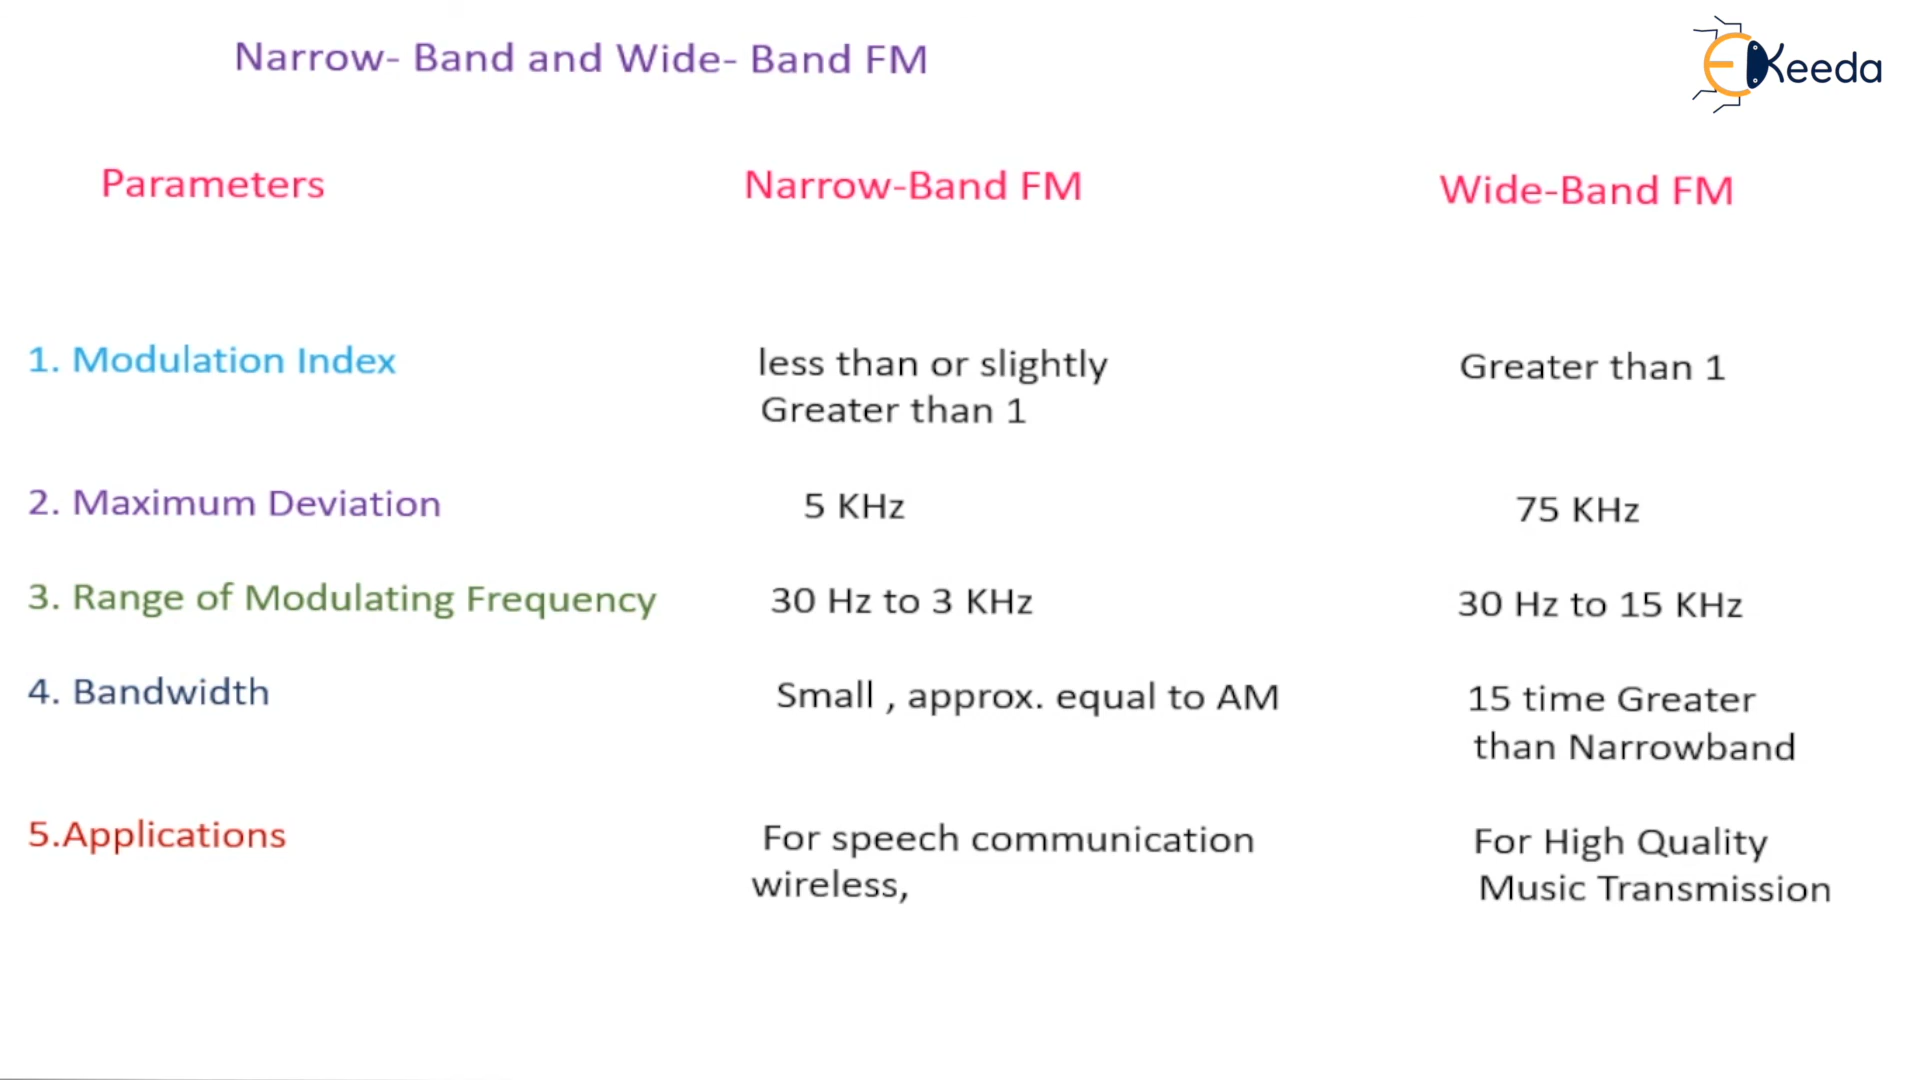 Narrow- Band and Wide- Band FM
EKeeda
Parameters
Narrow-Band FM
Wide-Band FM
1. Modulation Index
less than or slightly
Greater than 1
Greater than 1
2. Maximum Deviation
5 KHz
75 KHz
3. Range of Modulating Frequency
30 Hz to 3 KHz
30 Hz to 15 KHz
4. Bandwidth
Small , approx. equal to AM
15 time Greater
than Narrowband
5.Applications
For speech communication
wireless,
For High Quality
Music Transmission